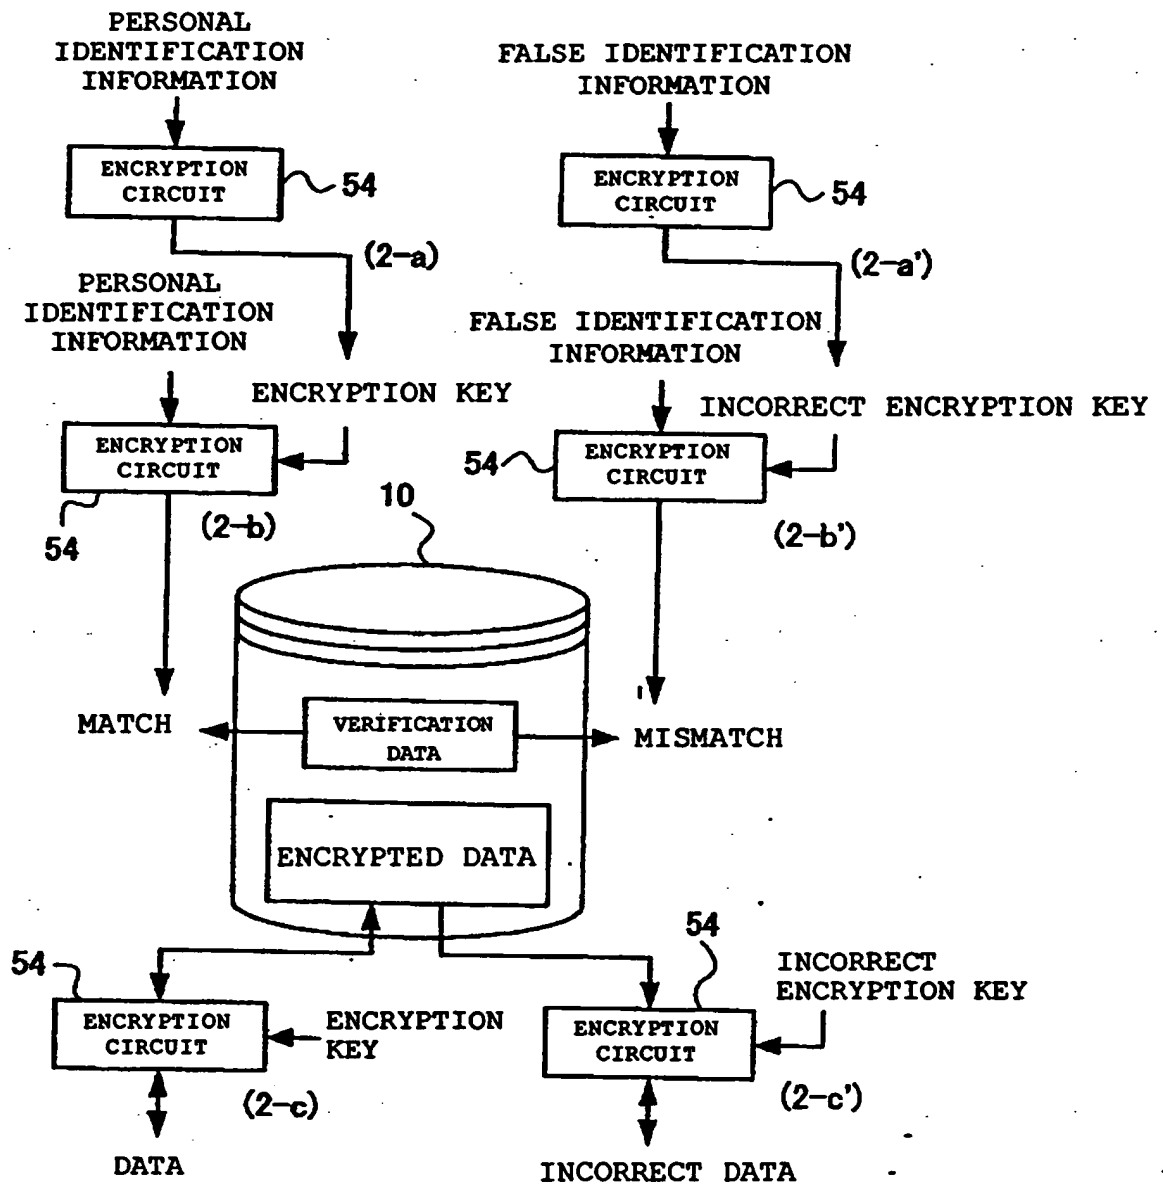 PERSONAL
IDENTIFICATION
INFORMATION
FALSE IDENTIFICATION
INFORMATION
ENCRYPTION
CIRCUIT
54
ENCRYPTION
CIRCUIT
54
(2-a)
(2-a')
PERSONAL
IDENTIFICATION
INFORMATION
FALSE IDENTIFICATION
INFORMATION
ENCRYPTION KEY
INCORRECT ENCRYPTION KEY
ENCRYPTION
CIRCUIT
54
(2-b)
54
ENCRYPTION
CIRCUIT
(2-b')
10
MATCH
VERIFICATION
DATA
MISMATCH
ENCRYPTED DATA
54
ENCRYPTION
CIRCUIT
ENCRYPTION
KEY
(2-c)
DATA
54
INCORRECT
ENCRYPTION KEY
ENCRYPTION
CIRCUIT
(2-c')
INCORRECT DATA